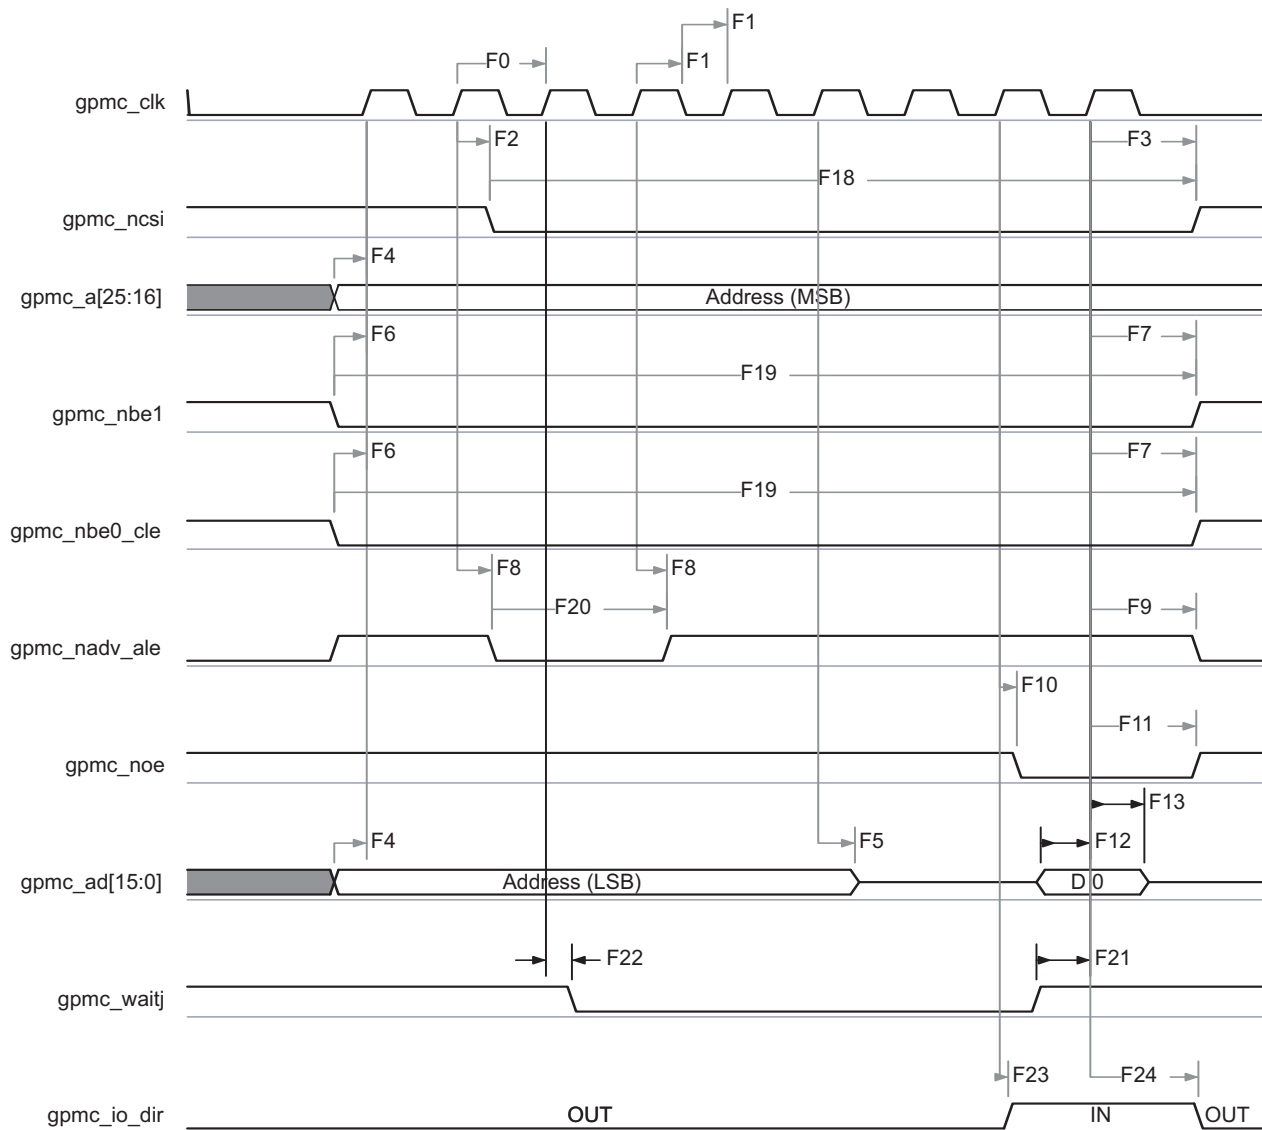 F1
F0
F1
gpmc_clk
F2
F3
F18
gpmc_ncsi
F4
gpmc_a[25:16]
Address (MSB)
F6
F7
F19
gpmc_nbe1
F6
F7
F19
gpmc_nbe0_cle
F8
F8
F20
F9
gpmc_nadv_ale
F10
F11
gpmc_noe
F13
F4
F5
F12
gpmc_ad[15:0]
Address (LSB)
D 0
F22
F21
gpmc_waitj
F23
F24
gpmc_io_dir
OUT
IN
OUT